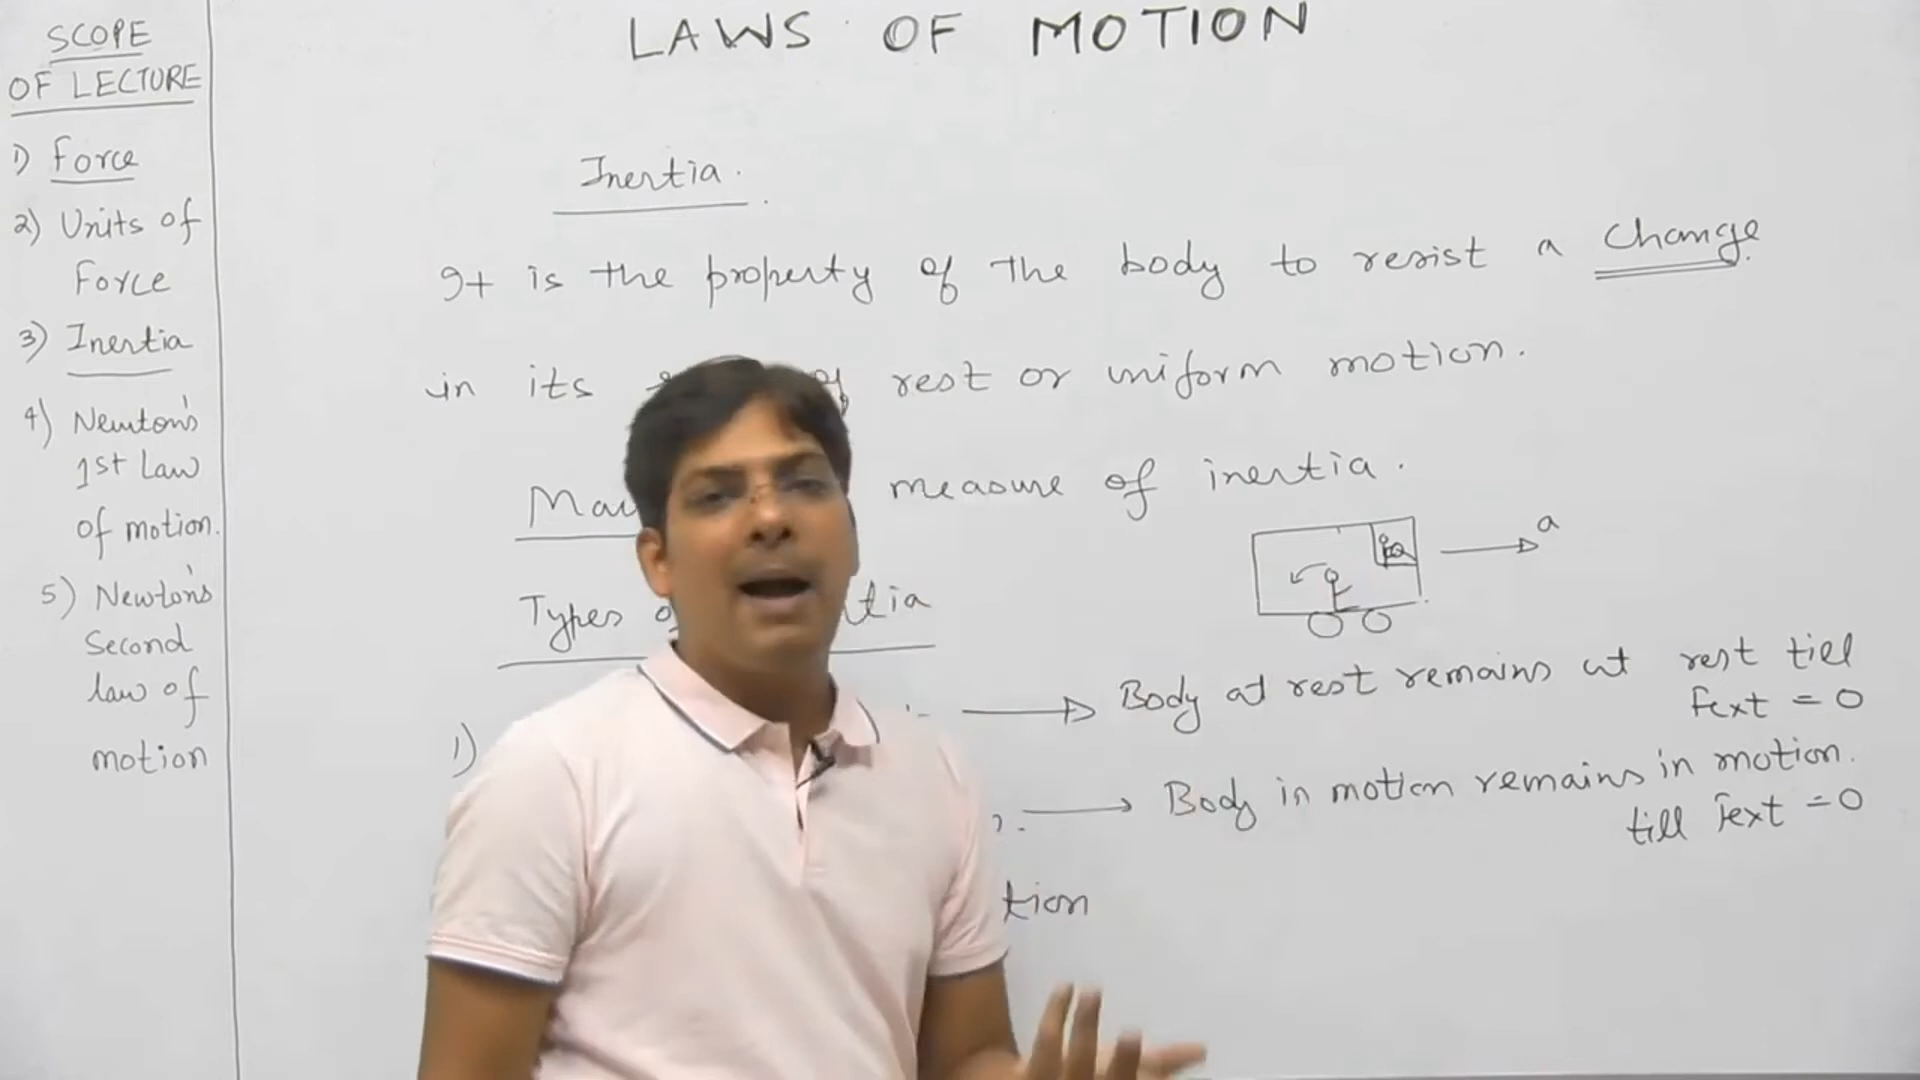 SCOPE
OF LECTURE
1) Force
2) Units of
Force
3) Inertia
4) Newton's
1st Law
of motion.
5) Newton's
Second
law of
motion
LAWS OF MOTION
Inertia.
It is the property of the body to resist a change.
in its of rest or uniform motion.
measure of inertia.
a
Types
1)
Body at rest remains at rest till
Fext = 0
Body in motion remains in motion.
till Fext = 0